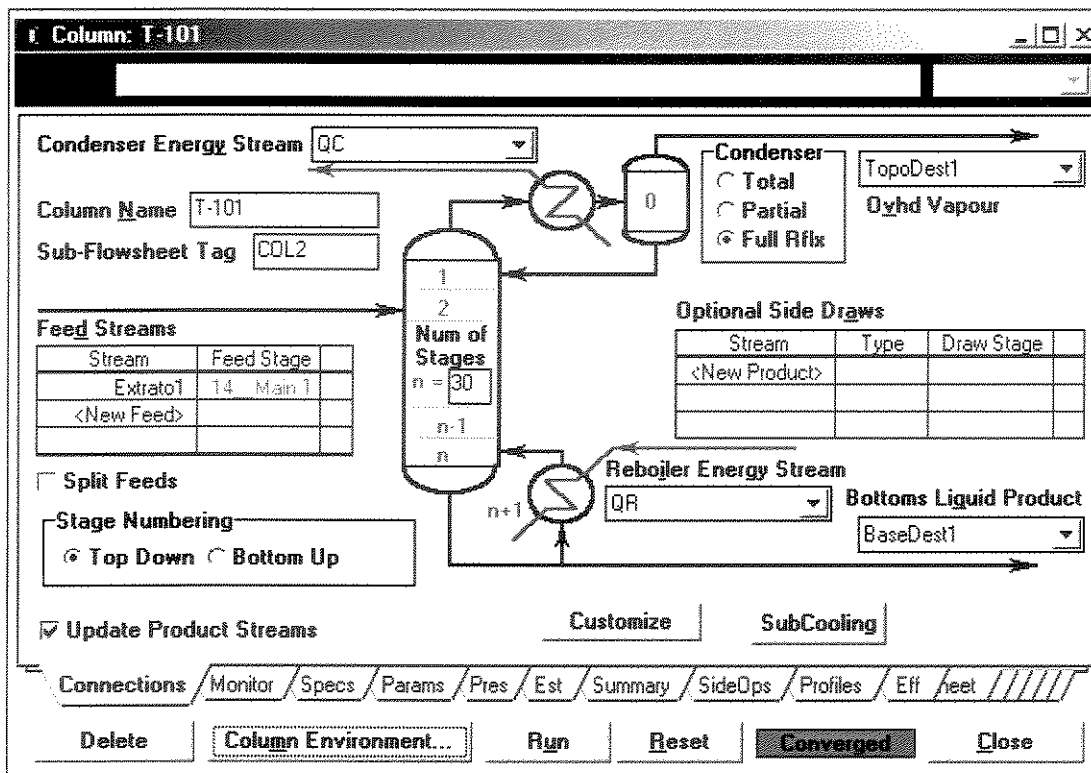 Column: T-101
Condenser Energy Stream QC
Column Name T-101
Sub-Flowsheet Tag COL2
0
Condenser
Total
Partial
Full Rflx
TopoDest1
Ovhd Vapour
1
2
Num of
Stages
n = 30
n-1
n
n+1
Feed Streams
Stream Feed Stage
Extrato1 14__Main 1
<New Feed>
Split Feeds
Stage Numbering
Top Down Bottom Up
Update Product Streams
Optional Side Draws
Stream Type Draw Stage
<New Product>
Reboiler Energy Stream
QR
Bottoms Liquid Product
BaseDest1
Customize SubCooling
Connections Monitor Specs Params Pres Est Summary SideOps Profiles Eff heet
Delete Column Environment... Run Reset Converged Close